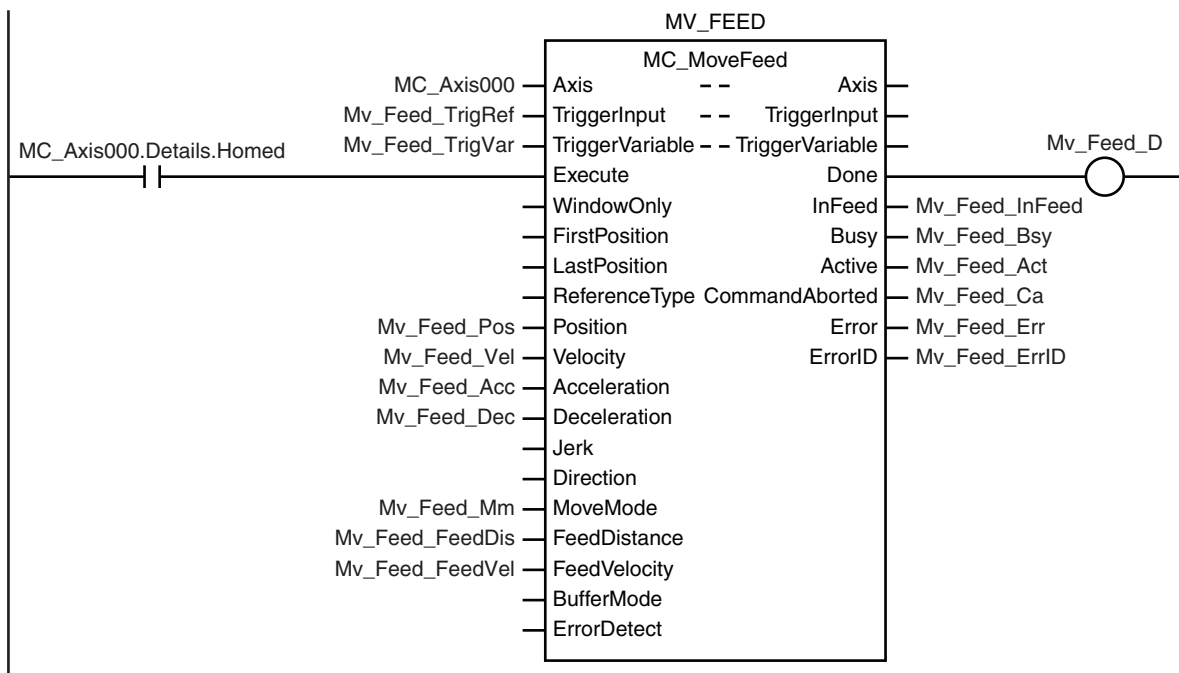 MV_FEED
MC_MoveFeed
MC_Axis000 Axis -- Axis
Mv_Feed_TrigRef TriggerInput -- TriggerInput
Mv_Feed_TrigVar TriggerVariable -- TriggerVariable
MC_Axis000.Details.Homed Execute Done Mv_Feed_D
WindowOnly InFeed Mv_Feed_InFeed
FirstPosition Busy Mv_Feed_Bsy
LastPosition Active Mv_Feed_Act
ReferenceType CommandAborted Mv_Feed_Ca
Mv_Feed_Pos Position Error Mv_Feed_Err
Mv_Feed_Vel Velocity ErrorID Mv_Feed_ErrID
Mv_Feed_Acc Acceleration
Mv_Feed_Dec Deceleration
Jerk
Direction
Mv_Feed_Mm MoveMode
Mv_Feed_FeedDis FeedDistance
Mv_Feed_FeedVel FeedVelocity
BufferMode
ErrorDetect